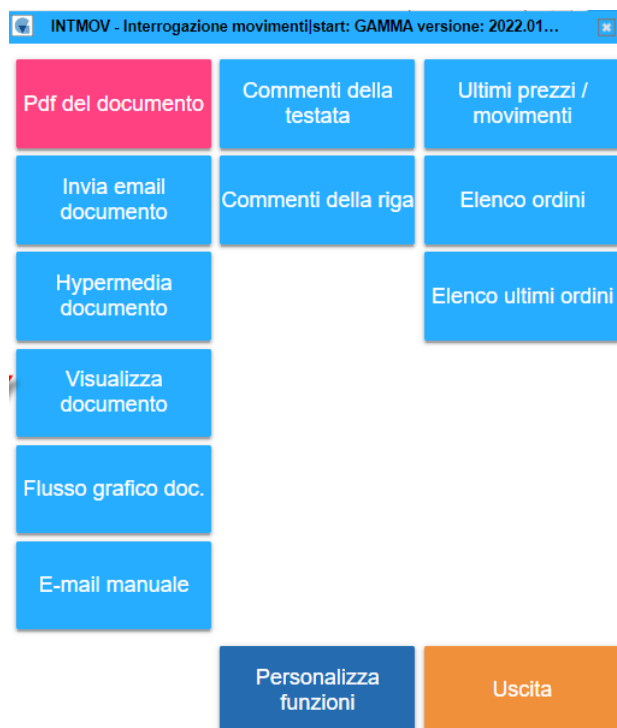 INTMOV - Interrogazione movimenti|start: GAMMA versione: 2022.01...
Pdf del documento
Commenti della
testata
Ultimi prezzi /
movimenti
Invia email
documento
Commenti della riga
Elenco ordini
Hypermedia
documento
Elenco ultimi ordini
Visualizza
documento
Flusso grafico doc.
E-mail manuale
Personalizza
funzioni
Uscita